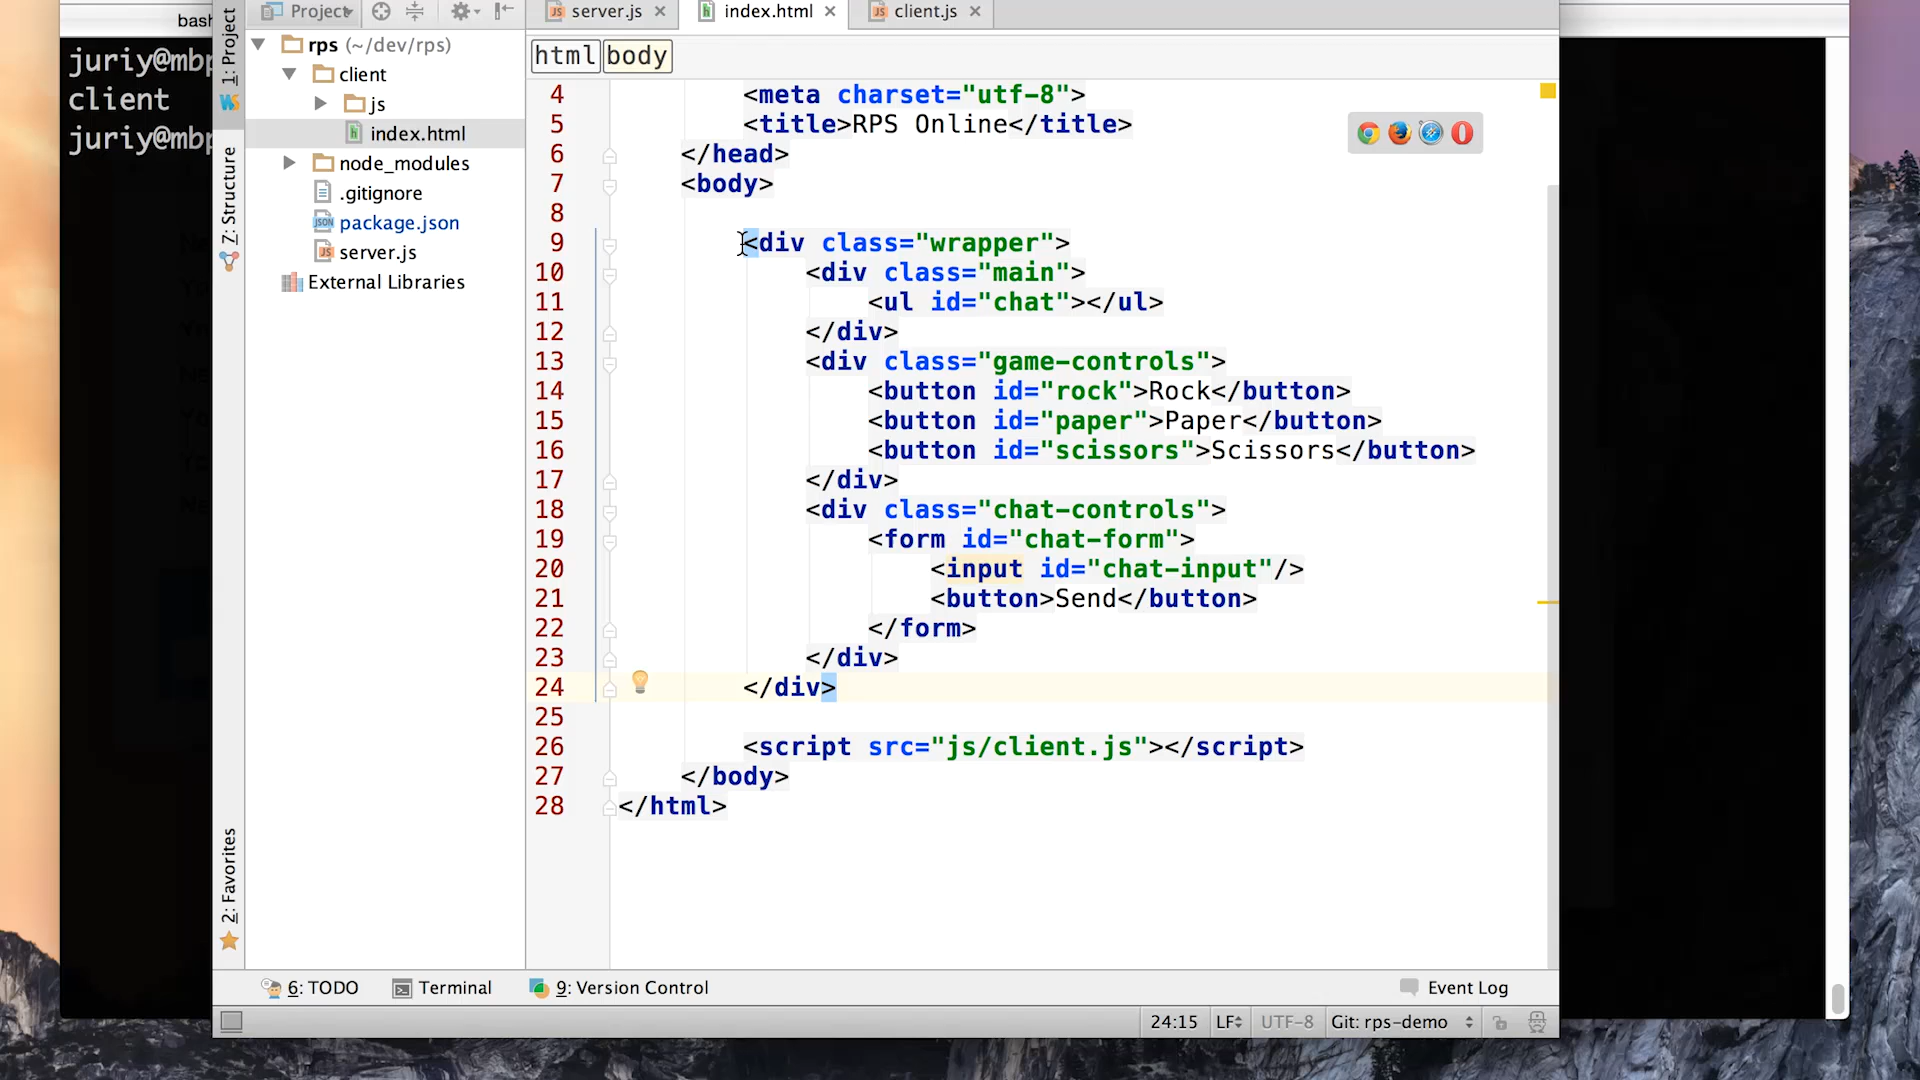 bash
juriy@mbp
client
juriy@mbp
1: Project
Z: Structure
2: Favorites
Project
rps (~/dev/rps)
client
js
index.html
node_modules
.gitignore
package.json
server.js
External Libraries
server.js
index.html
client.js
html body
4 <meta charset="utf-8">
5 <title>RPS Online</title>
6 </head>
7 <body>
8
9 <div class="wrapper">
10 <div class="main">
11 <ul id="chat"></ul>
12 </div>
13 <div class="game-controls">
14 <button id="rock">Rock</button>
15 <button id="paper">Paper</button>
16 <button id="scissors">Scissors</button>
17 </div>
18 <div class="chat-controls">
19 <form id="chat-form">
20 <input id="chat-input"/>
21 <button>Send</button>
22 </form>
23 </div>
24 </div>
25
26 <script src="js/client.js"></script>
27 </body>
28 </html>
6: TODO
Terminal
9: Version Control
Event Log
24:15 LF UTF-8 Git: rps-demo